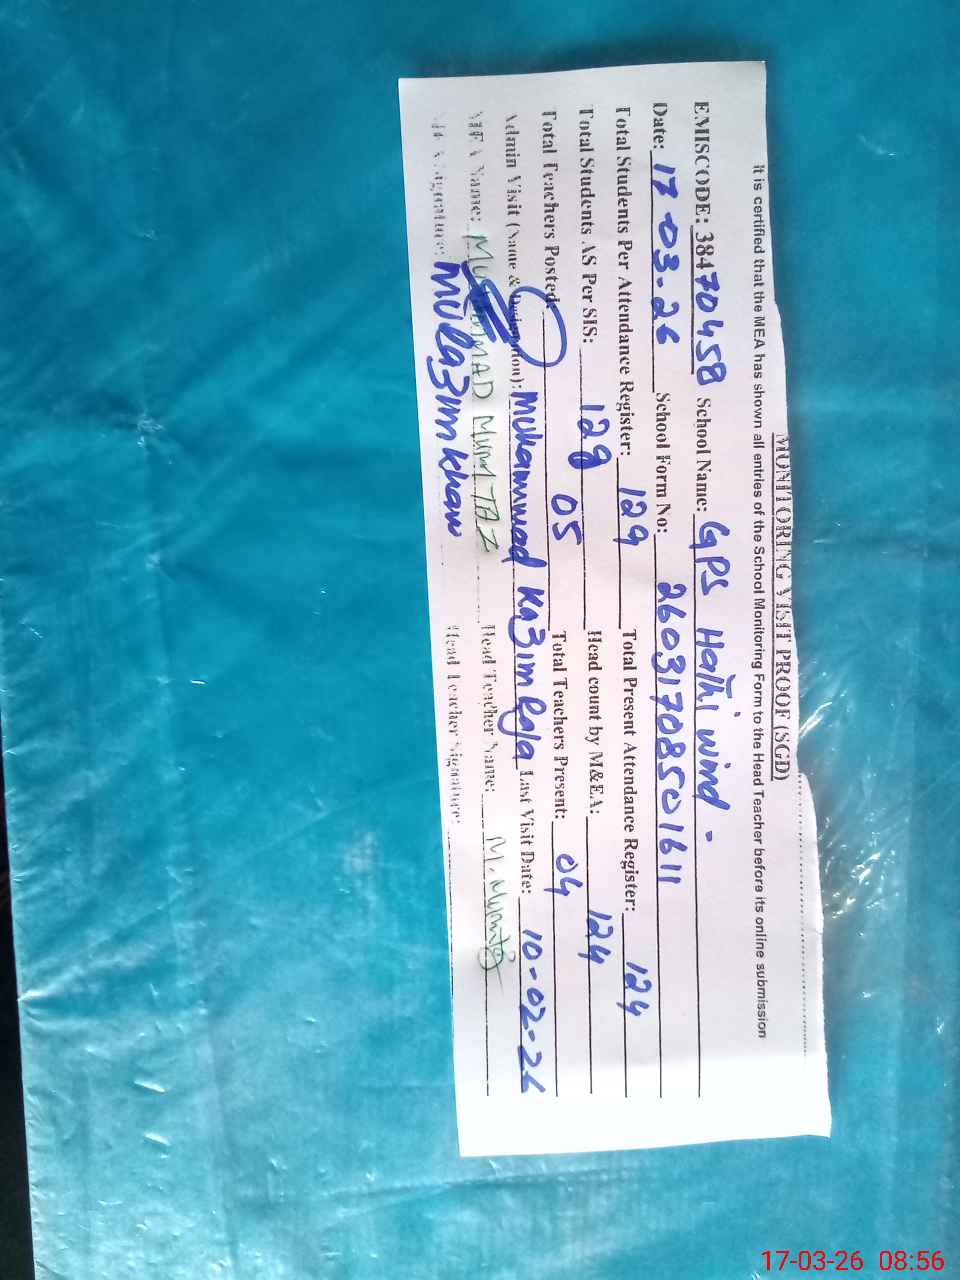 MONITORING VISIT PROOF (SGD)
It is certified that the MEA has shown all entries of the School Monitoring Form to the Head Teacher before its online submission
EMISCODE: 38470458 School Name: GPS Hathi wind.
Date: 17-03-26 School Form No: 26031708501611
Total Students Per Attendance Register: 129 Total Present Attendance Register: 124
Total Students AS Per SIS: 128 Head count by M&EA: 124
Total Teachers Posted: 05 Total Teachers Present: 04
Admin Visit (Name & Designation): Muhammad Kazim Raja Last Visit Date: 10-02-26
MEA Name: MUHAMMAD MUMTAZ Head Teacher Name: M. Mumtaz
MEA Signature: Mulazim Khan Head Teacher Signature:
17-03-26 08:56